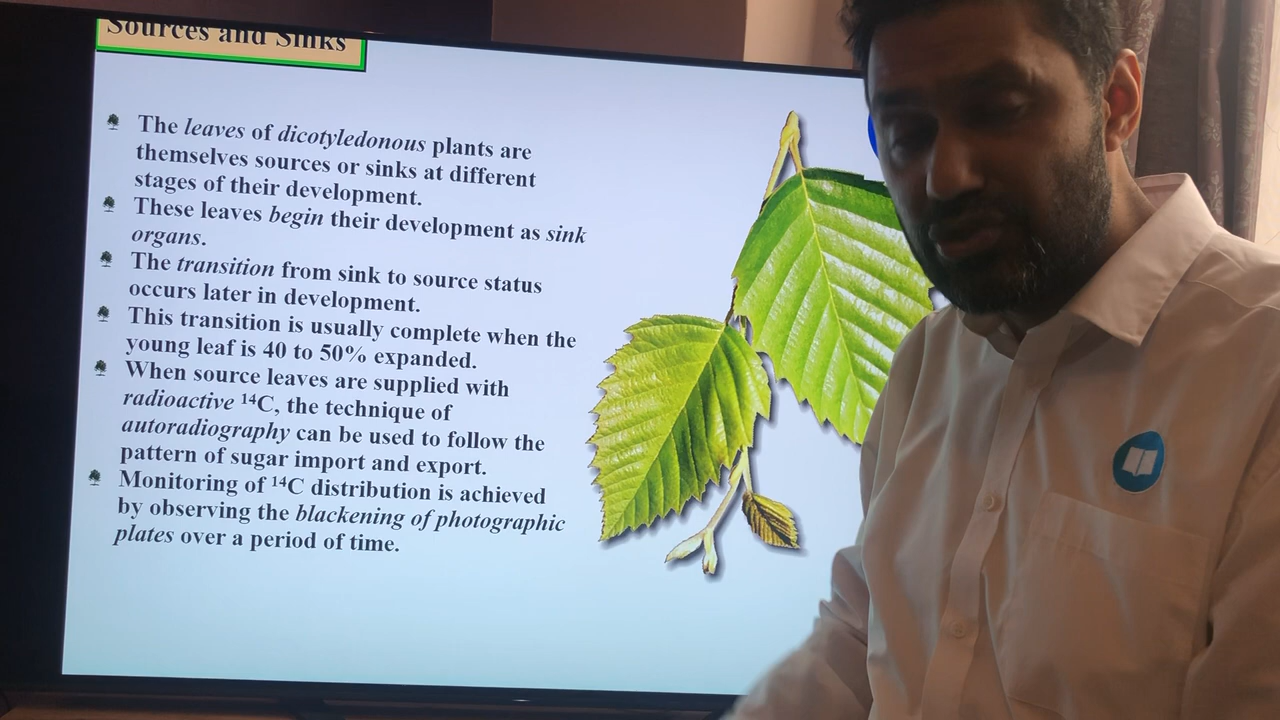 Sources and Sinks
The leaves of dicotyledonous plants are
themselves sources or sinks at different
stages of their development.
These leaves begin their development as sink
organs.
The transition from sink to source status
occurs later in development.
This transition is usually complete when the
young leaf is 40 to 50% expanded.
When source leaves are supplied with
radioactive ¹⁴C, the technique of
autoradiography can be used to follow the
pattern of sugar import and export.
Monitoring of ¹⁴C distribution is achieved
by observing the blackening of photographic
plates over a period of time.